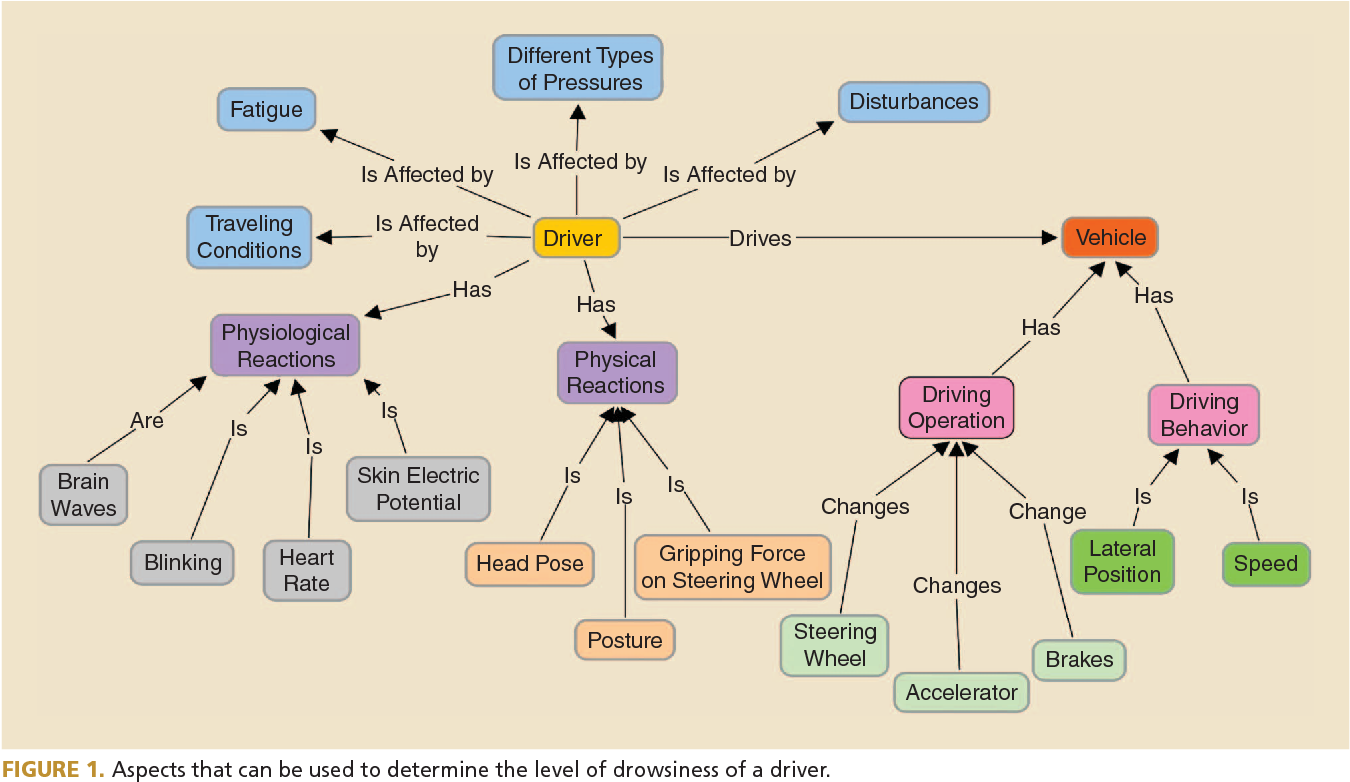 Different Types
of Pressures
Fatigue
Disturbances
Is Affected by
Is Affected by
Is Affected by
Traveling
Conditions
Is Affected
by
Driver
Drives
Vehicle
Has
Has
Has
Has
Physiological
Reactions
Physical
Reactions
Driving
Operation
Driving
Behavior
Are
Is
Is
Is
Is
Is
Is
Changes
Changes
Change
Is
Is
Brain
Waves
Blinking
Heart
Rate
Skin Electric
Potential
Head Pose
Posture
Gripping Force
on Steering Wheel
Steering
Wheel
Accelerator
Brakes
Lateral
Position
Speed
FIGURE 1. Aspects that can be used to determine the level of drowsiness of a driver.